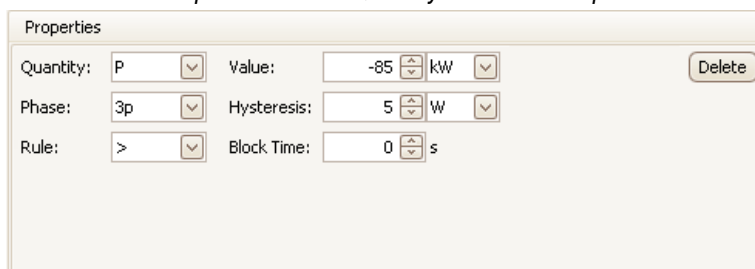 Properties
Quantity: P Value: -85 kW Delete
Phase: 3p Hysteresis: 5 W
Rule: > Block Time: 0 s